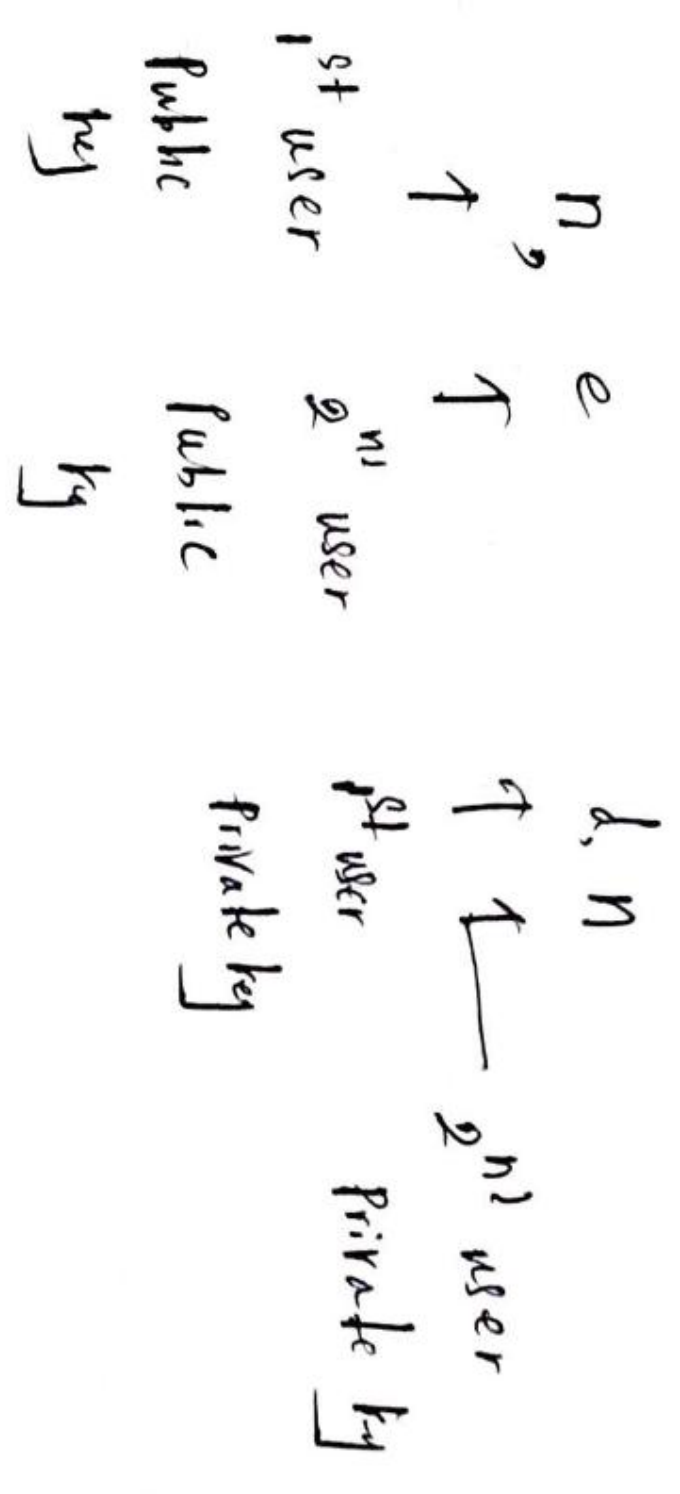 n, e
↑ ↑
1st user
Public
key
2nd user
Public
key
d, n
↑ ↑
1st user
Private key
2nd user
Private key